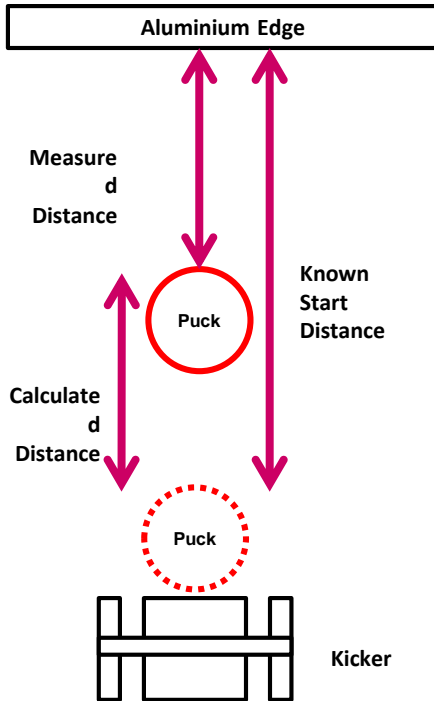 Aluminium Edge
Measure
d
Distance
Known
Start
Distance
Puck
Calculate
d
Distance
Puck
Kicker